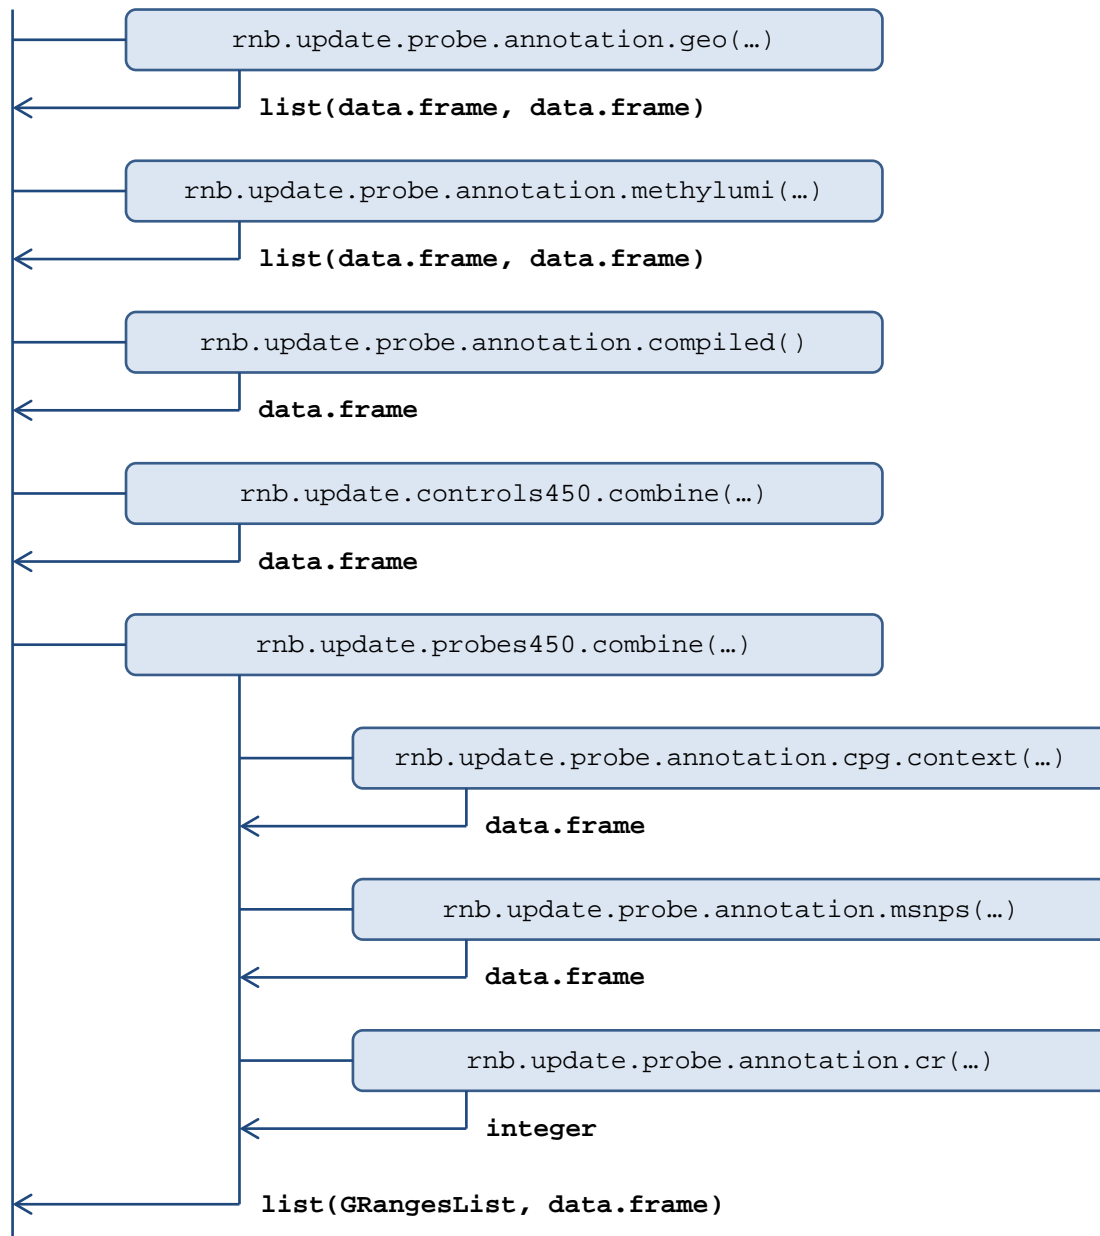 rnb.update.probe.annotation.geo(…)
list(data.frame, data.frame)
rnb.update.probe.annotation.methylumi(…)
list(data.frame, data.frame)
rnb.update.probe.annotation.compiled()
data.frame
rnb.update.controls450.combine(…)
data.frame
rnb.update.probes450.combine(…)
rnb.update.probe.annotation.cpg.context(…)
data.frame
rnb.update.probe.annotation.msnps(…)
data.frame
rnb.update.probe.annotation.cr(…)
integer
list(GRangesList, data.frame)